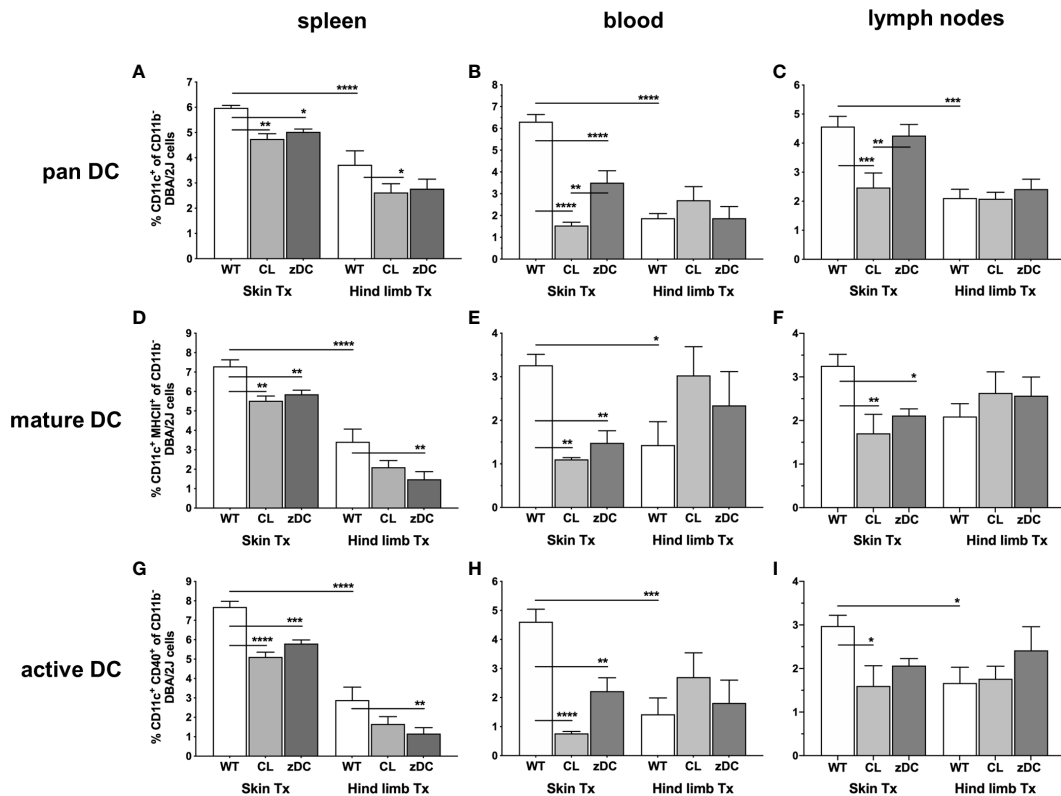 spleen blood lymph nodes
A B C
pan DC
% CD11c⁺ of CD11b⁻
DBA/2J cells
7
6
5
4
3
2
1
0
**** * ** *
WT CL zDC WT CL zDC
Skin Tx Hind limb Tx
8
7
6
5
4
3
2
1
0
**** **** ** ****
WT CL zDC WT CL zDC
Skin Tx Hind limb Tx
6
5
4
3
2
1
0
*** ** ***
WT CL zDC WT CL zDC
Skin Tx Hind limb Tx
D E F
mature DC
% CD11c⁺ MHCII⁺ of CD11b⁻
DBA/2J cells
9
8
7
6
5
4
3
2
1
0
**** ** ** **
WT CL zDC WT CL zDC
Skin Tx Hind limb Tx
4
3
2
1
0
* ** **
WT CL zDC WT CL zDC
Skin Tx Hind limb Tx
4
3
2
1
0
* **
WT CL zDC WT CL zDC
Skin Tx Hind limb Tx
G H I
active DC
% CD11c⁺ CD40⁺ of CD11b⁻
DBA/2J cells
9
8
7
6
5
4
3
2
1
0
**** *** **** **
WT CL zDC WT CL zDC
Skin Tx Hind limb Tx
6
5
4
3
2
1
0
*** ** ****
WT CL zDC WT CL zDC
Skin Tx Hind limb Tx
4
3
2
1
0
* *
WT CL zDC WT CL zDC
Skin Tx Hind limb Tx